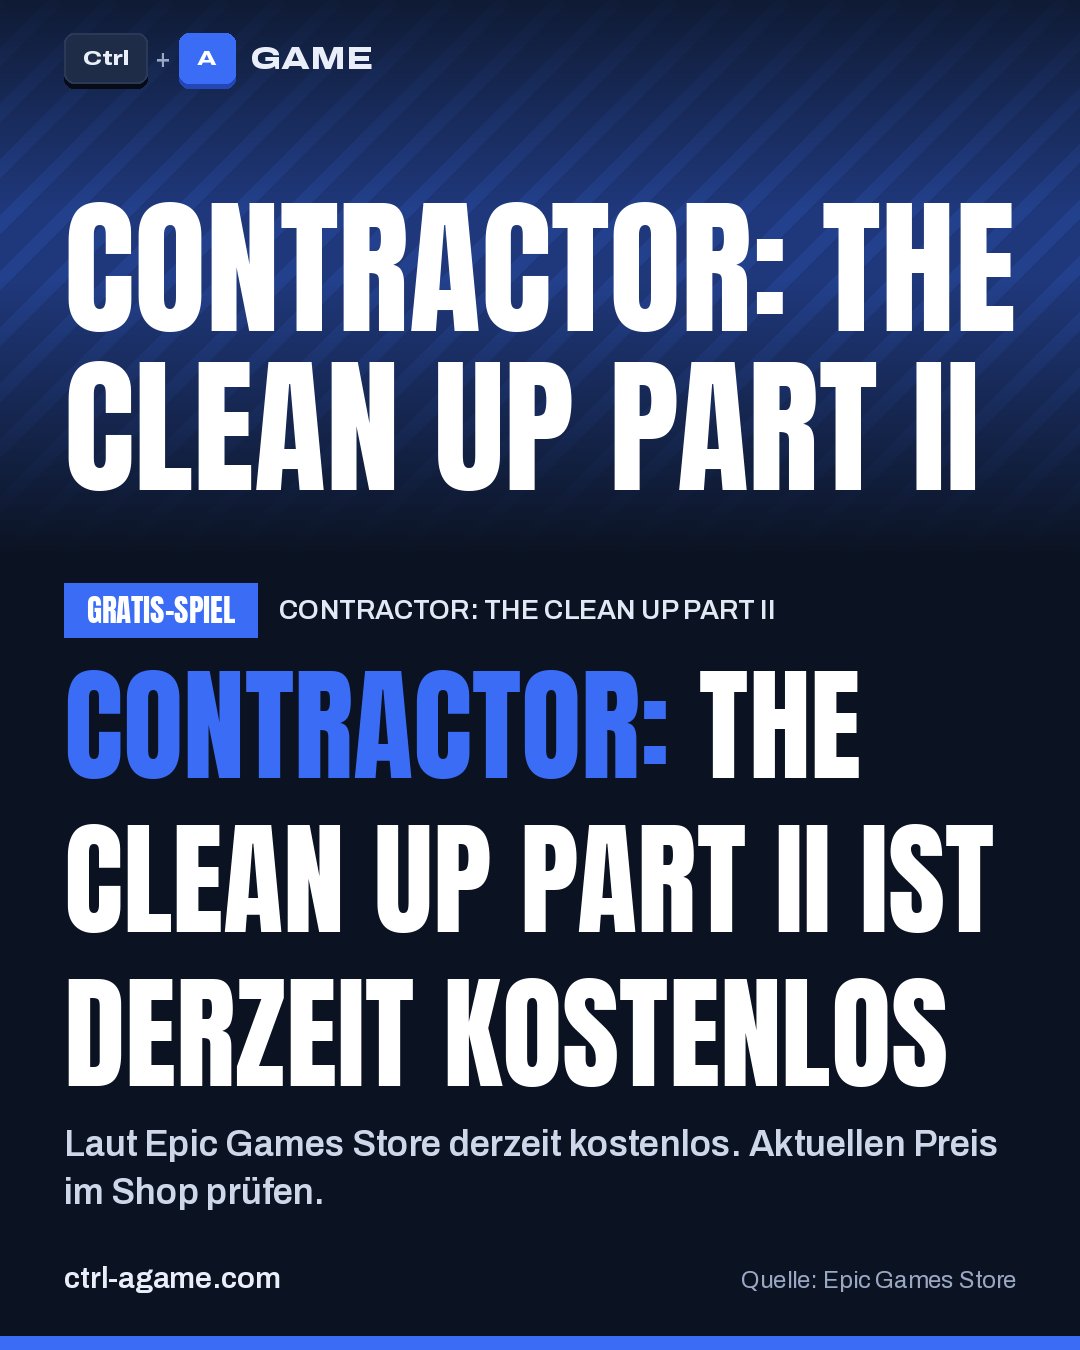 Ctrl + A GAME
CONTRACTOR: THE
CLEAN UP PART II
GRATIS-SPIEL CONTRACTOR: THE CLEAN UP PART II
CONTRACTOR: THE
CLEAN UP PART II IST
DERZEIT KOSTENLOS
Laut Epic Games Store derzeit kostenlos. Aktuellen Preis
im Shop prüfen.
ctrl-agame.com Quelle: Epic Games Store